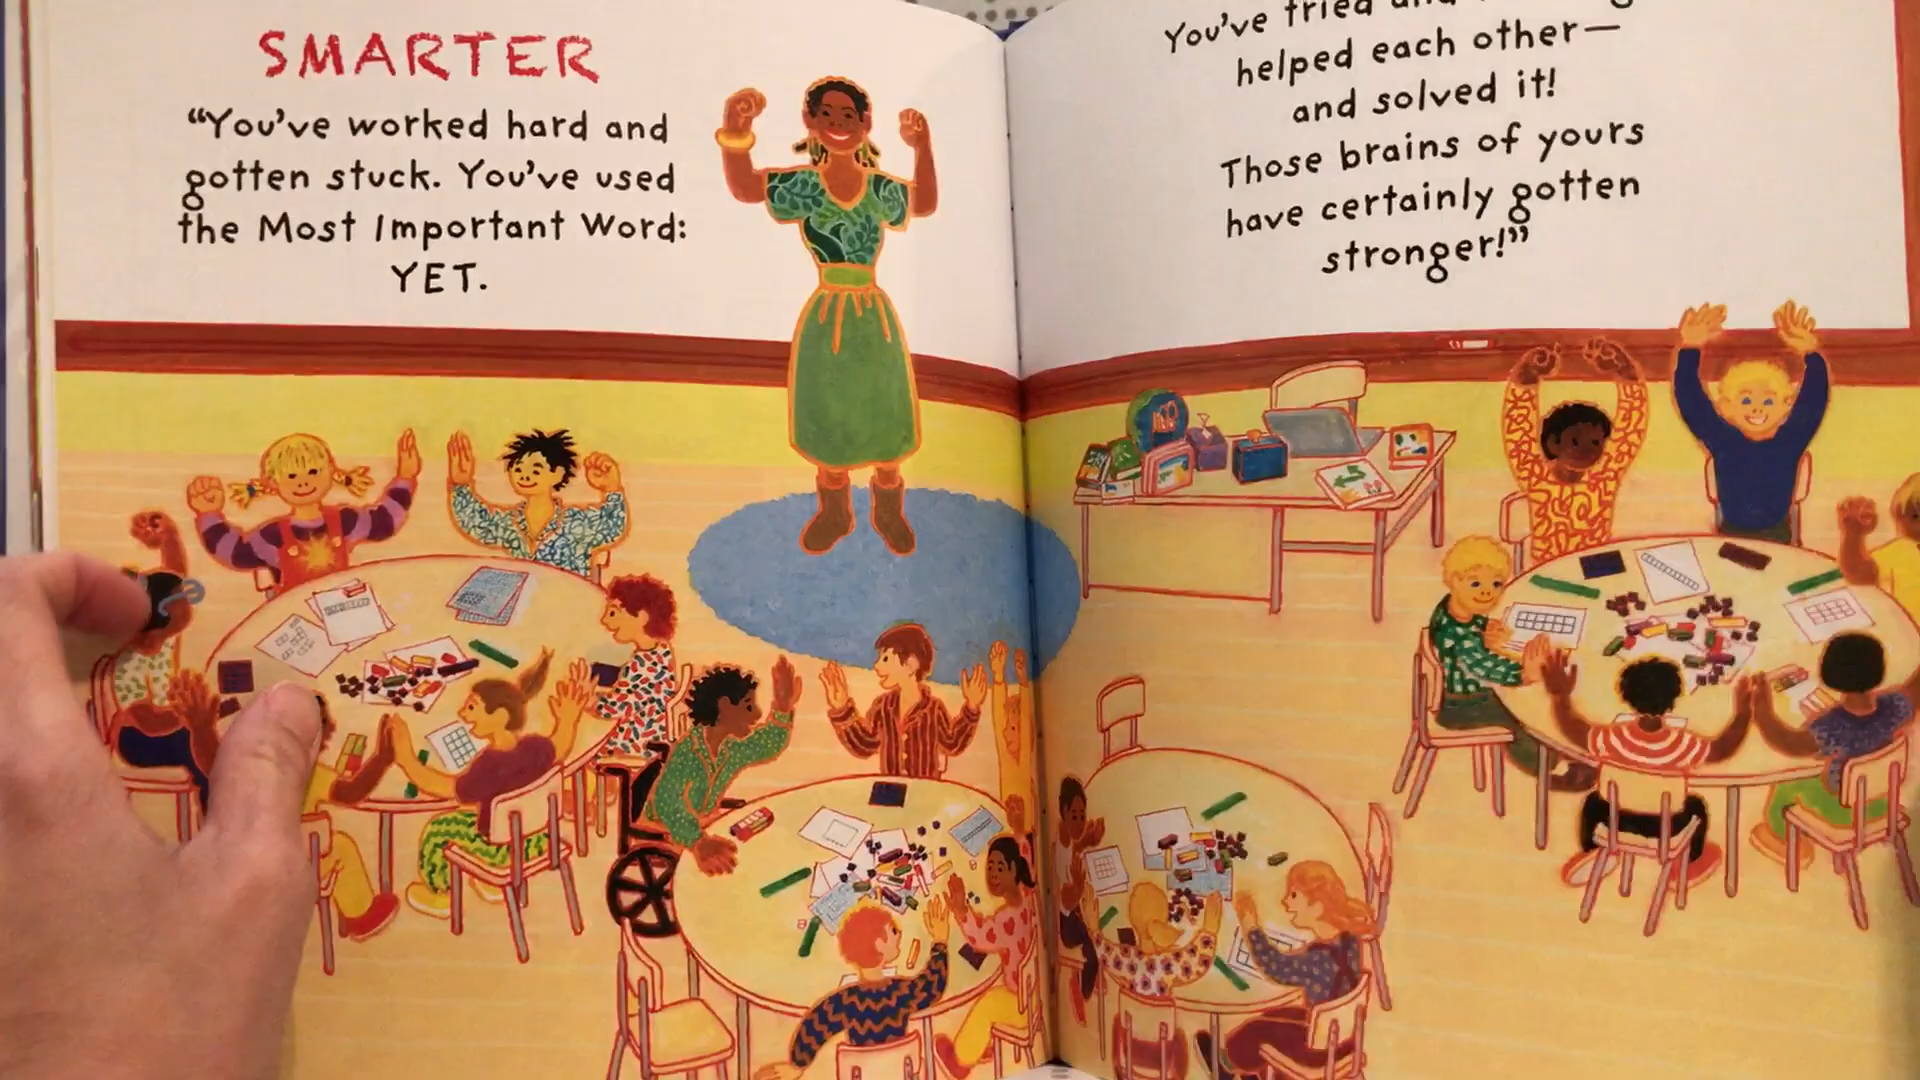 SMARTER
“You’ve worked hard and
gotten stuck. You’ve used
the Most Important Word:
YET.
You’ve tried
helped each other—
and solved it!
Those brains of yours
have certainly gotten
stronger!”